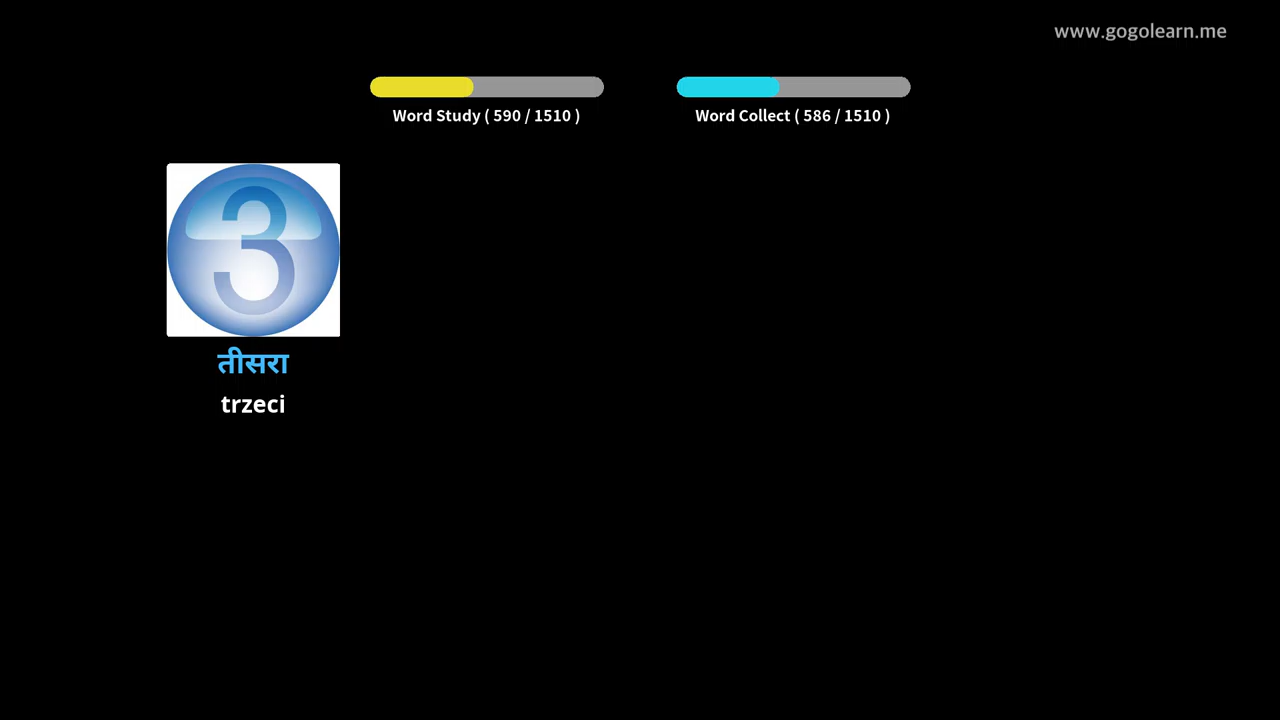 www.gogolearn.me
Word Study ( 590 / 1510 )
Word Collect ( 586 / 1510 )
3
तीसरा
trzeci